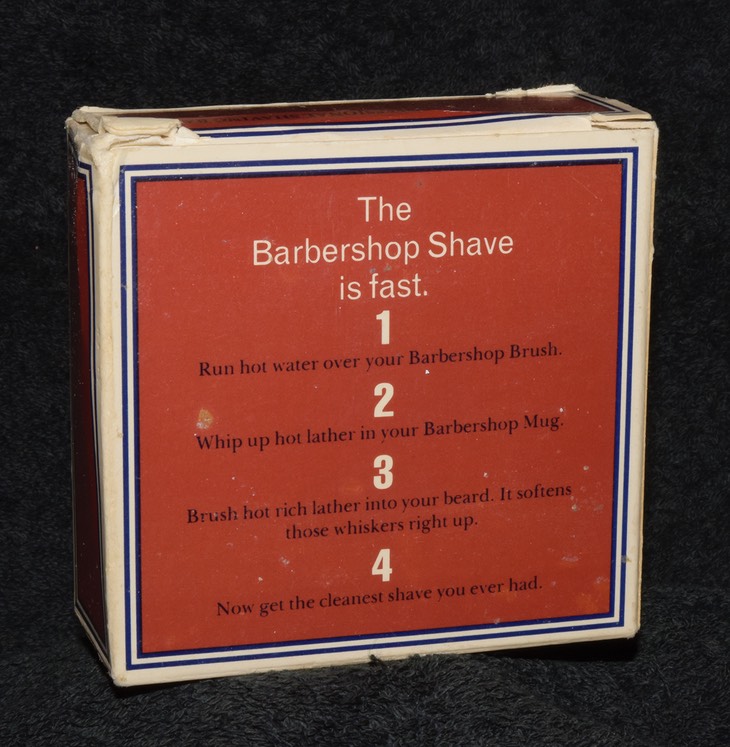 The
Barbershop Shave
is fast.
1
Run hot water over your Barbershop Brush.
2
Whip up hot lather in your Barbershop Mug.
3
Brush hot rich lather into your beard. It softens
those whiskers right up.
4
Now get the cleanest shave you ever had.